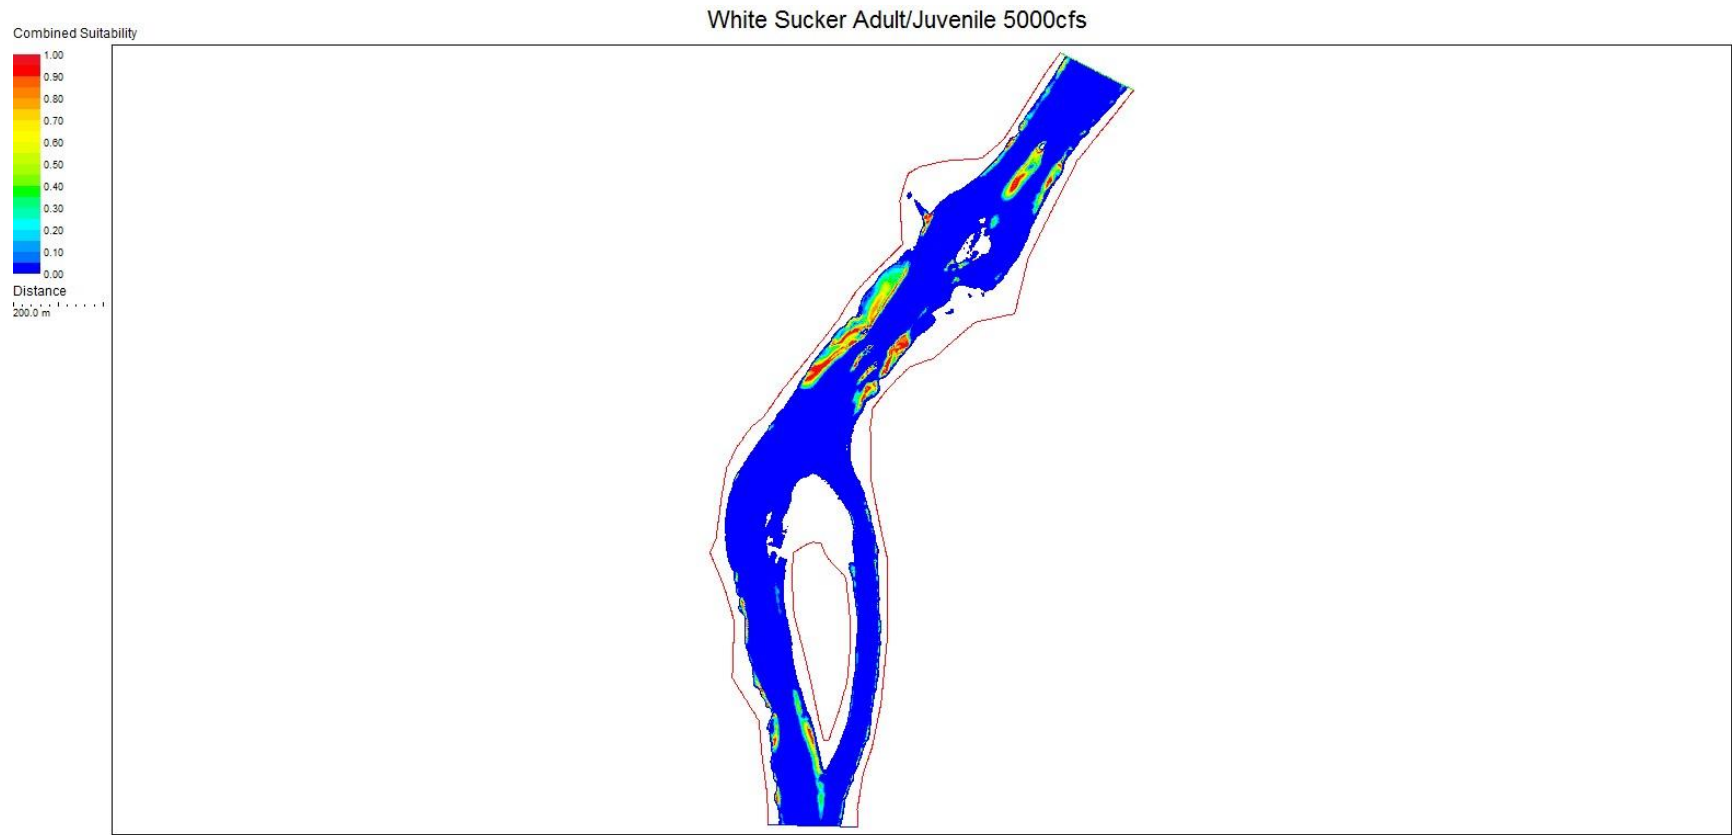 White Sucker Adult/Juvenile 5000cfs
Combined Suitability
1.00
0.90
0.80
0.70
0.60
0.50
0.40
0.30
0.20
0.10
0.00
Distance
200.0 m